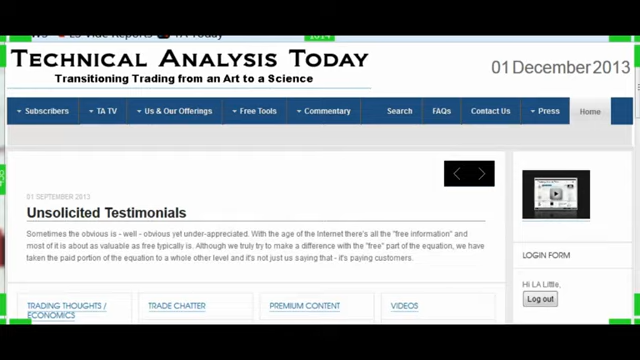 TA Today
TECHNICAL ANALYSIS TODAY
Transitioning Trading from an Art to a Science
01 December 2013
Subscribers TA TV Us & Our Offerings Free Tools Commentary Search FAQs Contact Us Press Home
01 SEPTEMBER 2013
Unsolicited Testimonials
Sometimes the obvious is - well - obvious yet under-appreciated. With the age of the Internet there's all the "free information" and
most of it is about as valuable as free typically is. Although we truly try to make a difference with the "free" part of the equation, we have
taken the paid portion of the equation to a whole other level and it's not just us saying that - it's paying customers.
LOGIN FORM
Hi LA Little,
Log out
TRADING THOUGHTS /
ECONOMICS
TRADE CHATTER
PREMIUM CONTENT
VIDEOS